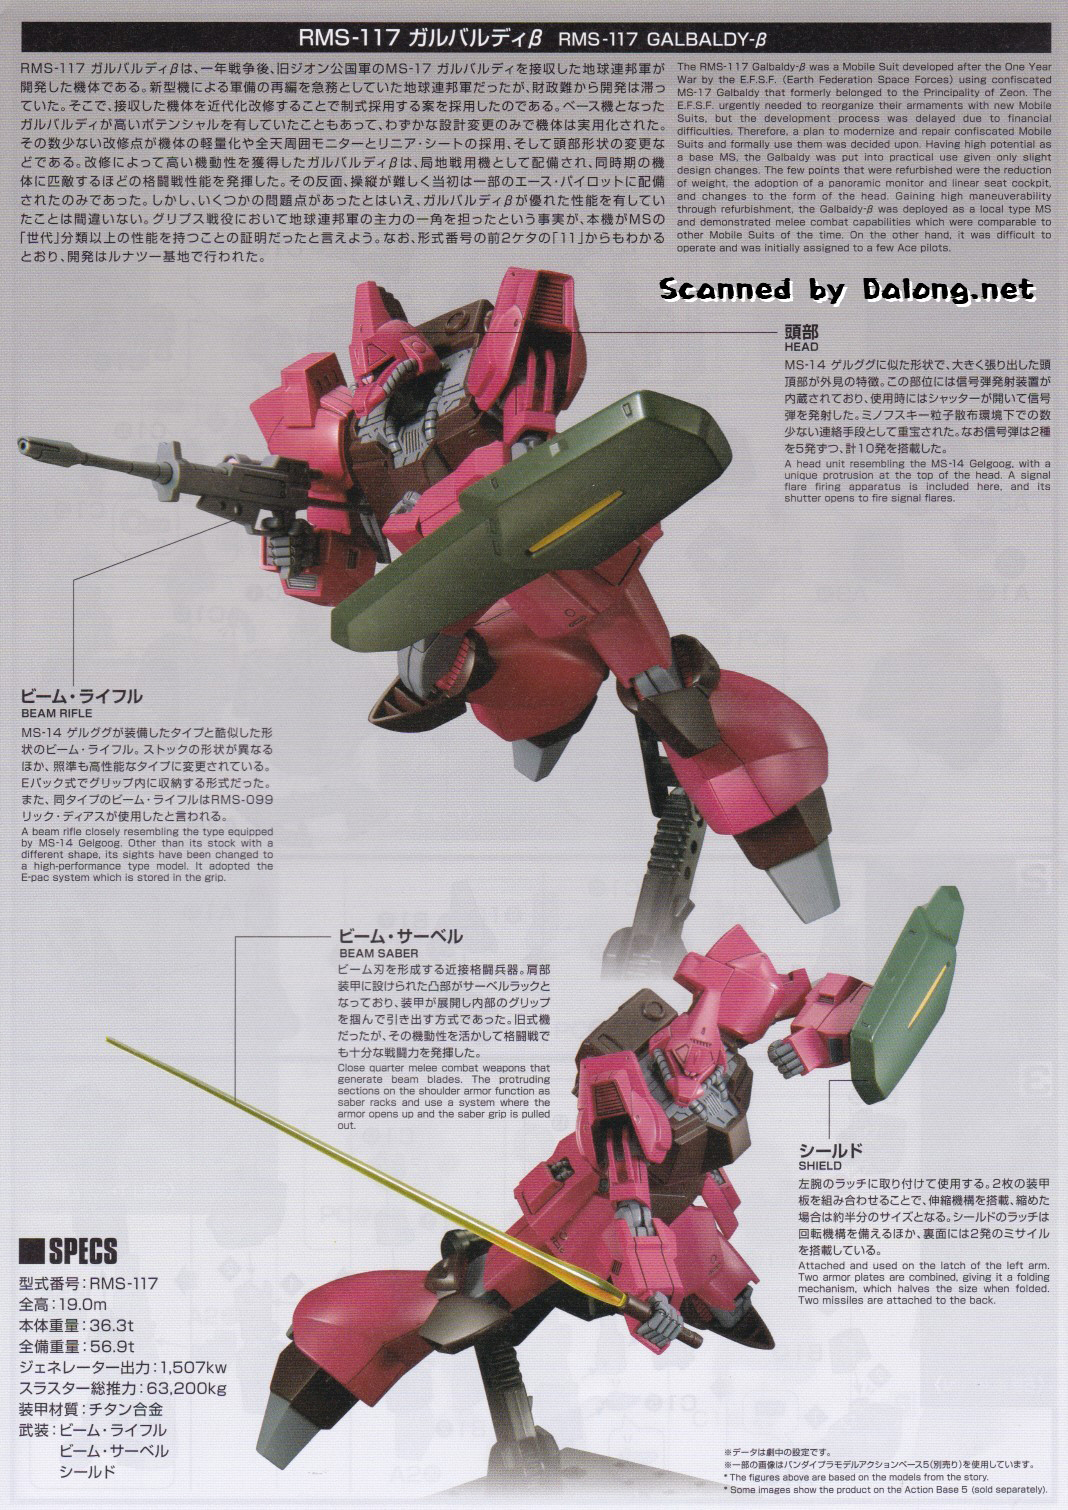 RMS-117 ガルバルディβ RMS-117 GALBALDY-β
RMS-117 ガルバルディβは、一年戦争後、旧ジオン公国軍のMS-17 ガルバルディを接収した地球連邦軍が
開発した機体である。新型機による軍備の再編を急務としていた地球連邦軍だったが、財政難から開発は滞っ
ていた。そこで、接収した機体を近代化改修することで制式採用する案を採用したのである。ベース機となった
ガルバルディが高いポテンシャルを有していたこともあって、わずかな設計変更のみで機体は実用化された。
その数少ない改修点が機体の軽量化や全天周囲モニターとリニア・シートの採用、そして頭部形状の変更な
どである。改修によって高い機動性を獲得したガルバルディβは、局地戦用機として配備され、同時期の機
体に匹敵するほどの格闘戦性能を発揮した。その反面、操縦が難しく当初は一部のエース・パイロットに配備
されたのみであった。しかし、いくつかの問題点があったとはいえ、ガルバルディβが優れた性能を有してい
たことは間違いない。グリプス戦役において地球連邦軍の主力の一角を担ったという事実が、本機がMSの
「世代」分類以上の性能を持つことの証明だったと言えよう。なお、形式番号の前2ケタの「11」からもわかる
とおり、開発はルナツー基地で行われた。
The RMS-117 Galbaldy-β was a Mobile Suit developed after the One Year
War by the E.F.S.F. (Earth Federation Space Forces) using confiscated
MS-17 Galbaldy that formerly belonged to the Principality of Zeon. The
E.F.S.F. urgently needed to reorganize their armaments with new Mobile
Suits, but the development process was delayed due to financial
difficulties. Therefore, a plan to modernize and repair confiscated Mobile
Suits and formally use them was decided upon. Having high potential as
a base MS, the Galbaldy was put into practical use given only slight
design changes. The few points that were refurbished were the reduction
of weight, the adoption of a panoramic monitor and linear seat cockpit,
and changes to the form of the head. Gaining high maneuverability
through refurbishment, the Galbaldy-β was deployed as a local type MS
and demonstrated melee combat capabilities which were comparable to
other Mobile Suits of the time. On the other hand, it was difficult to
operate and was initially assigned to a few Ace pilots.
Scanned by Dalong.net
頭部
HEAD
MS-14 ゲルググに似た形状で、大きく張り出した頭
頂部が外見の特徴。この部位には信号弾発射装置が
内蔵されており、使用時にはシャッターが開いて信号
弾を発射した。ミノフスキー粒子散布環境下での数
少ない連絡手段として重宝された。なお信号弾は2種
を5発ずつ、計10発を搭載した。
A head unit resembling the MS-14 Gelgoog, with a
unique protrusion at the top of the head. A signal
flare firing apparatus is included here, and its
shutter opens to fire signal flares.
ビーム・ライフル
BEAM RIFLE
MS-14 ゲルググが装備したタイプと酷似した形
状のビーム・ライフル。ストックの形状が異なる
ほか、照準も高性能なタイプに変更されている。
Eパック式でグリップ内に収納する形式だった。
また、同タイプのビーム・ライフルはRMS-099
リック・ディアスが使用したと言われる。
A beam rifle closely resembling the type equipped
by MS-14 Gelgoog. Other than its stock with a
different shape, its sights have been changed to
a high-performance type model. It adopted the
E-pac system which is stored in the grip.
ビーム・サーベル
BEAM SABER
ビーム刃を形成する近接格闘兵器。肩部
装甲に設けられた凸部がサーベルラックと
なっており、装甲が展開し内部のグリップ
を掴んで引き出す方式であった。旧式機
だったが、その機動性を活かして格闘戦で
も十分な戦闘力を発揮した。
Close quarter melee combat weapons that
generate beam blades. The protruding
sections on the shoulder armor function as
saber racks and use a system where the
armor opens up and the saber grip is pulled
out.
シールド
SHIELD
左腕のラッチに取り付けて使用する。2枚の装甲
板を組み合わせることで、伸縮機構を搭載、縮めた
場合は約半分のサイズとなる。シールドのラッチは
回転機構を備えるほか、裏面には2発のミサイル
を搭載している。
Attached and used on the latch of the left arm.
Two armor plates are combined, giving it a folding
mechanism, which halves the size when folded.
Two missiles are attached to the back.
■SPECS
型式番号：RMS-117
全高：19.0m
本体重量：36.3t
全備重量：56.9t
ジェネレーター出力：1,507kw
スラスター総推力：63,200kg
装甲材質：チタン合金
武装：ビーム・ライフル
ビーム・サーベル
シールド
※データは劇中の設定です。
※一部の画像はバンダイプラモデルアクションベース5（別売り）を使用しています。
* The figures above are based on the models from the story.
* Some images show the product on the Action Base 5 (sold separately).